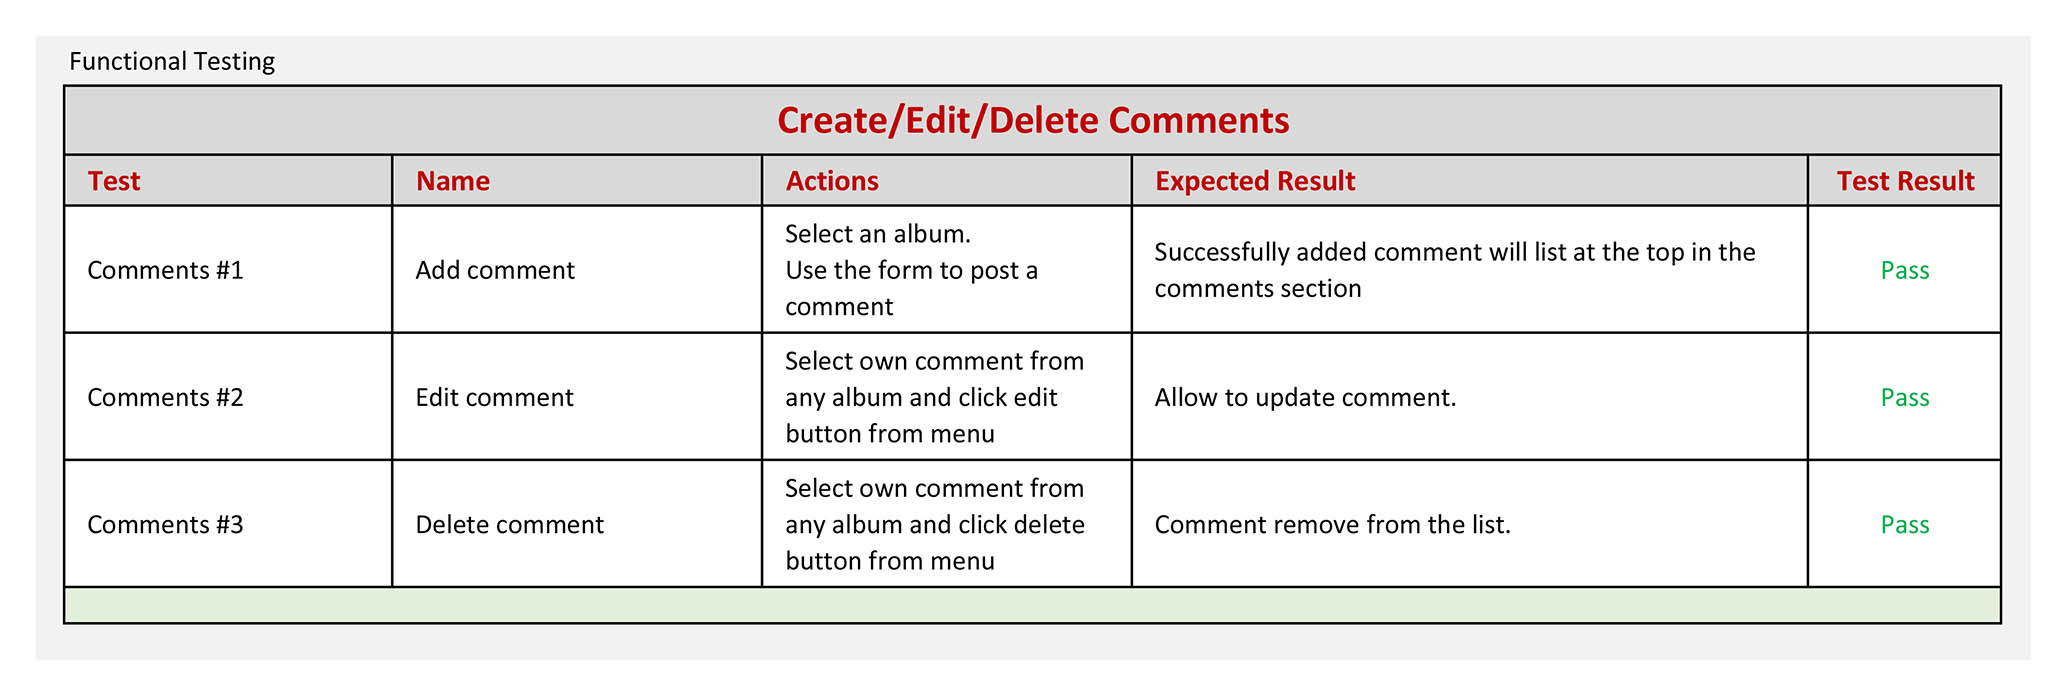 Functional Testing
Create/Edit/Delete Comments
Test
Name
Actions
Expected Result
Test Result
Comments #1
Add comment
Select an album.
Use the form to post a
comment
Successfully added comment will list at the top in the
comments section
Pass
Comments #2
Edit comment
Select own comment from
any album and click edit
button from menu
Allow to update comment.
Pass
Comments #3
Delete comment
Select own comment from
any album and click delete
button from menu
Comment remove from the list.
Pass